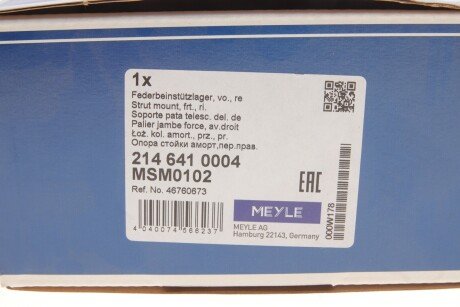 1x
Federbeinstützlager, vo., re
Strut mount, frt., ri.
Soporte pata telesc. del. de
Palier jambe force, av.droit
Łoż. kol. amort., prz., pr.
Опора стойки аморт,пер.прав.
214 641 0004
MSM0102
Ref. No. 46760673
EAC
MEYLE
MEYLE AG
Hamburg 22143, Germany
4 040074 566237
000W178